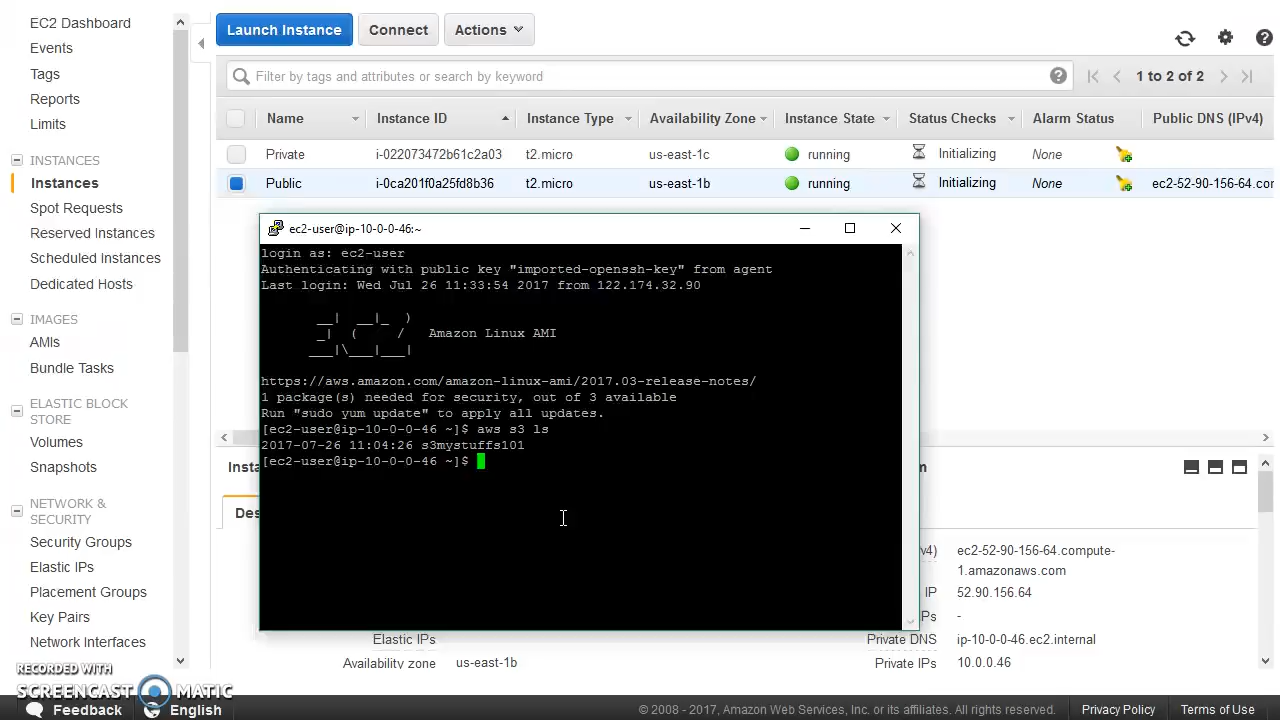 EC2 Dashboard
Events
Tags
Reports
Limits
INSTANCES
Instances
Spot Requests
Reserved Instances
Scheduled Instances
Dedicated Hosts
IMAGES
AMIs
Bundle Tasks
ELASTIC BLOCK
STORE
Volumes
Snapshots
NETWORK &
SECURITY
Security Groups
Elastic IPs
Placement Groups
Key Pairs
Network Interfaces
Launch Instance Connect Actions
Filter by tags and attributes or search by keyword
1 to 2 of 2
Name Instance ID Instance Type Availability Zone Instance State Status Checks Alarm Status Public DNS (IPv4)
Private i-022073472b61c2a03 t2.micro us-east-1c running Initializing None
Public i-0ca201f0a25fd8b36 t2.micro us-east-1b running Initializing None ec2-52-90-156-64.cor
ec2-user@ip-10-0-0-46:~
login as: ec2-user
Authenticating with public key "imported-openssh-key" from agent
Last login: Wed Jul 26 11:33:54 2017 from 122.174.32.90
__| __|_ )
_| ( / Amazon Linux AMI
___|\___|___|
https://aws.amazon.com/amazon-linux-ami/2017.03-release-notes/
1 package(s) needed for security, out of 3 available
Run "sudo yum update" to apply all updates.
[ec2-user@ip-10-0-0-46 ~]$ aws s3 ls
2017-07-26 11:04:26 s3mystuffs101
[ec2-user@ip-10-0-0-46 ~]$
Insta
m
Des
v4) ec2-52-90-156-64.compute-
1.amazonaws.com
IP 52.90.156.64
Ps -
Elastic IPs Private DNS ip-10-0-0-46.ec2.internal
Availability zone us-east-1b Private IPs 10.0.0.46
RECORDED WITH
SCREENCAST MATIC
Feedback English © 2008 - 2017, Amazon Web Services, Inc. or its affiliates. All rights reserved. Privacy Policy Terms of Use